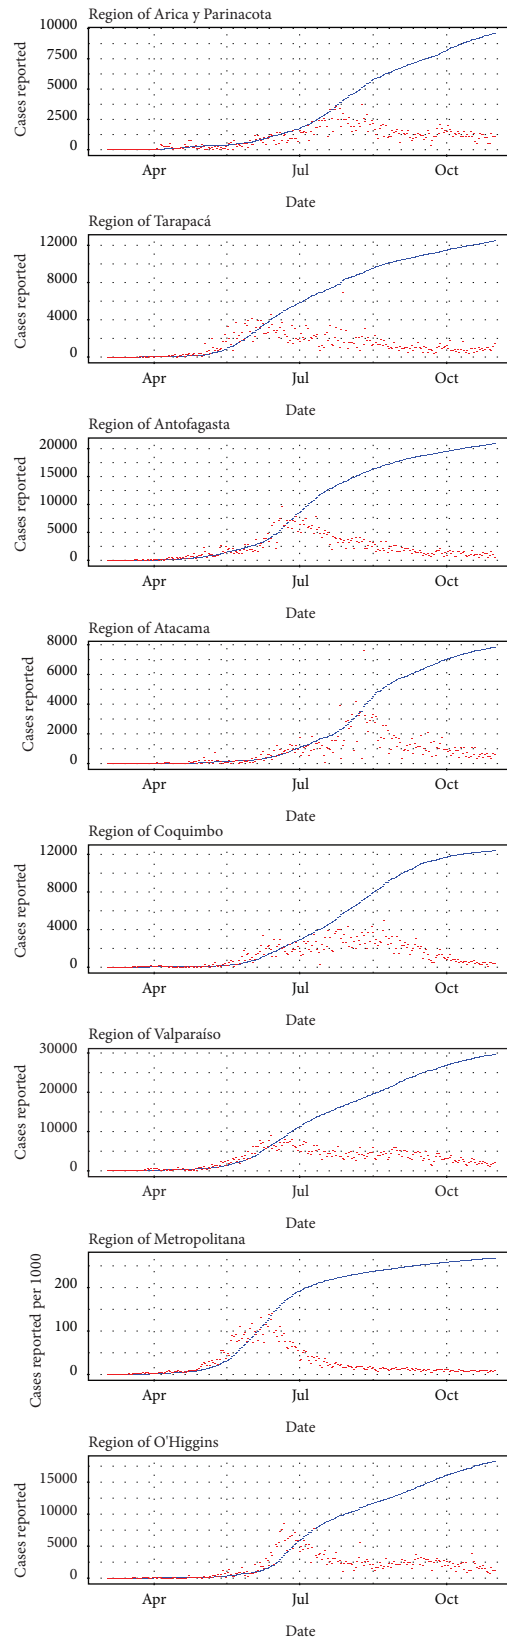 Region of Arica y Parinacota
Cases reported
10000
7500
5000
2500
0
Apr Jul Oct
Date
Region of Tarapacá
Cases reported
12000
8000
4000
0
Apr Jul Oct
Date
Region of Antofagasta
Cases reported
20000
15000
10000
5000
0
Apr Jul Oct
Date
Region of Atacama
Cases reported
8000
6000
4000
2000
0
Apr Jul Oct
Date
Region of Coquimbo
Cases reported
12000
8000
4000
0
Apr Jul Oct
Date
Region of Valparaíso
Cases reported
30000
20000
10000
0
Apr Jul Oct
Date
Region of Metropolitana
Cases reported per 1000
200
100
0
Apr Jul Oct
Date
Region of O'Higgins
Cases reported
15000
10000
5000
0
Apr Jul Oct
Date